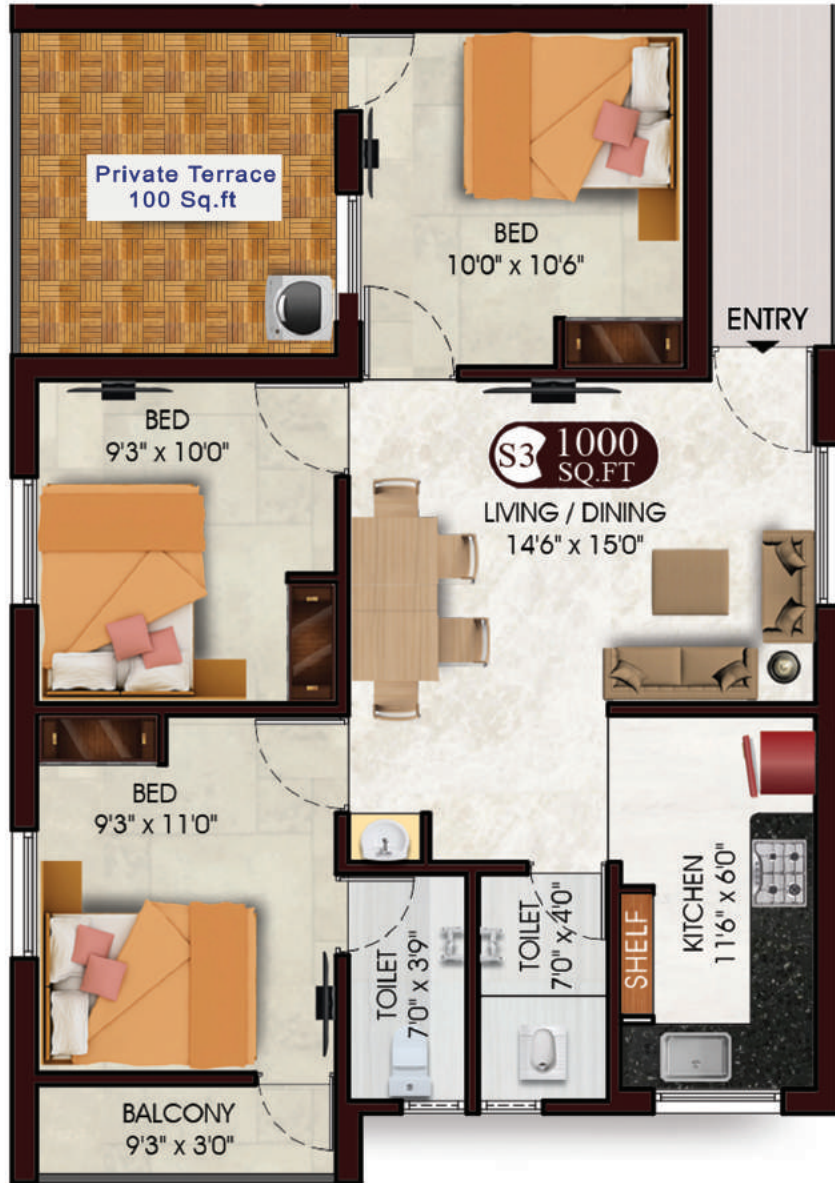 Private Terrace
100 Sq.ft
BED
10'0" x 10'6"
ENTRY
BED
9'3" x 10'0"
S3 1000
SQ.FT
LIVING / DINING
14'6" x 15'0"
BED
9'3" x 11'0"
TOILET
7'0" x 3'9"
TOILET
7'0" x 4'0"
SHELF
KITCHEN
11'6" x 6'0"
BALCONY
9'3" x 3'0"